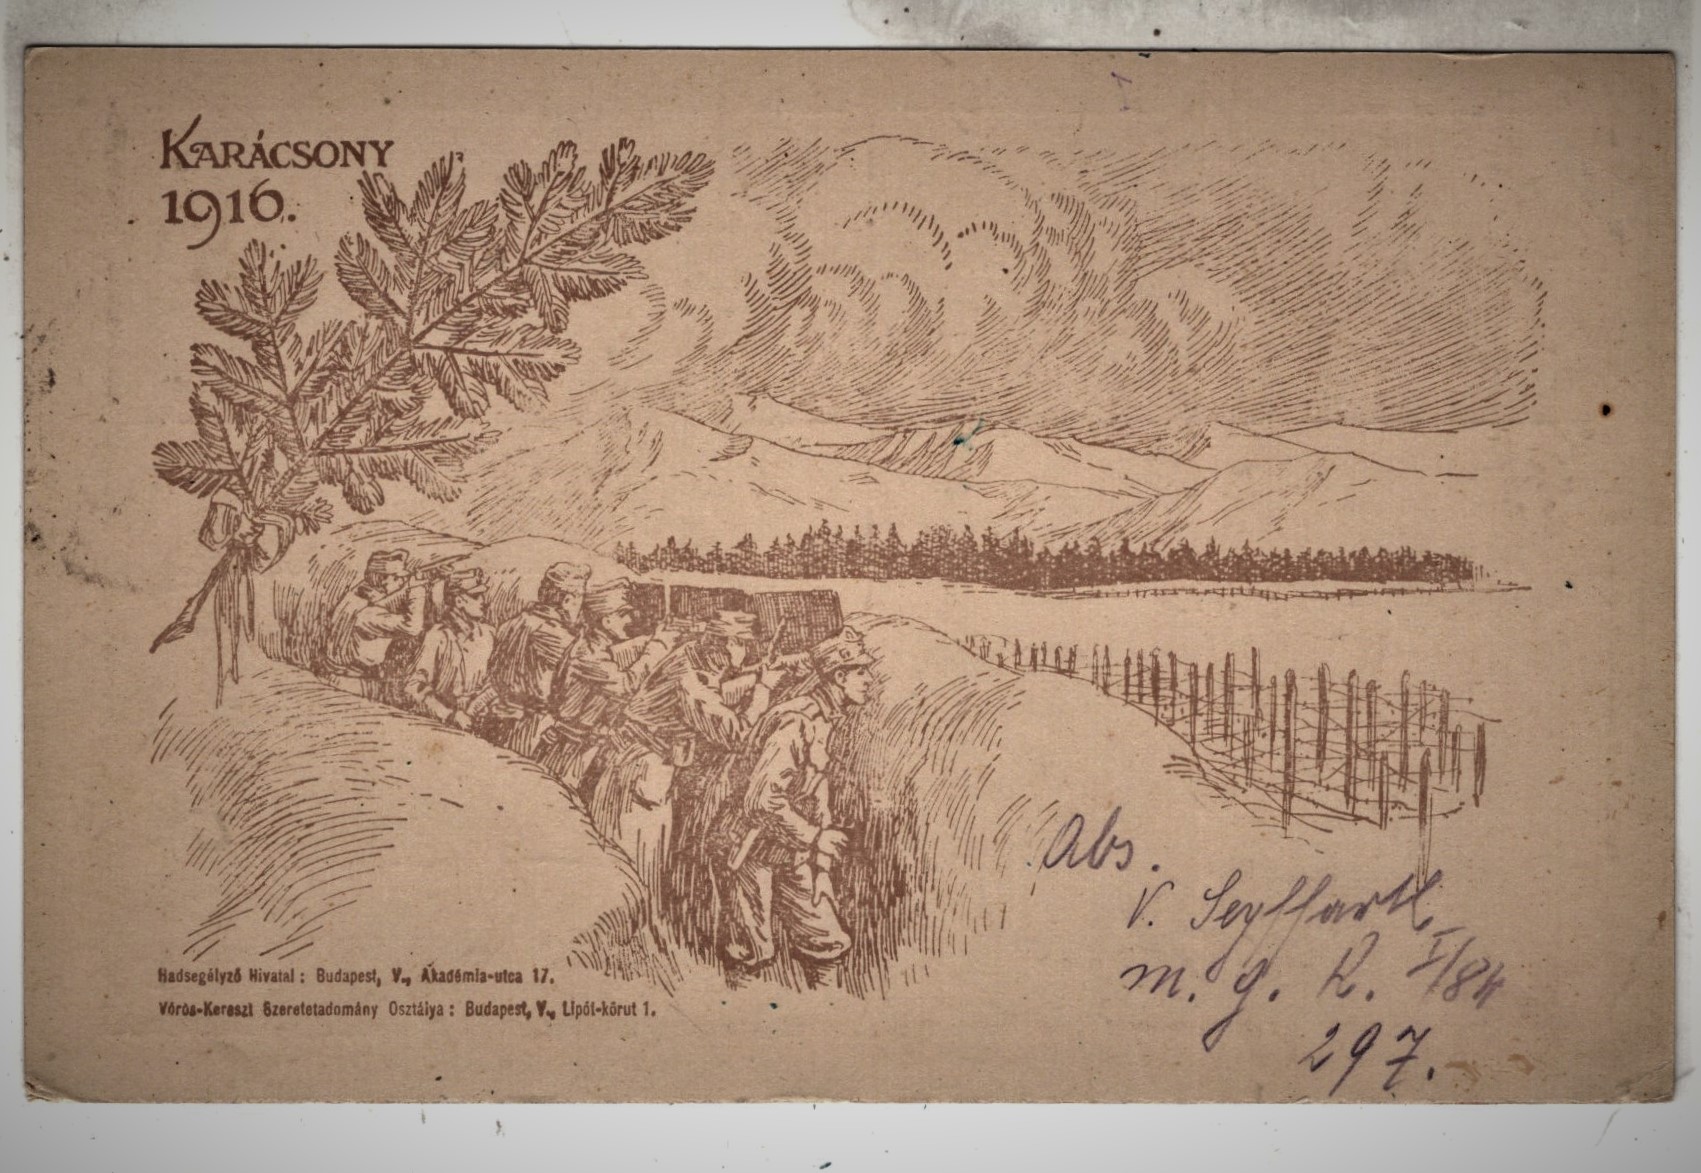 KARÁCSONY
1916.
Hadsegélyző Hivatal : Budapest, V., Akadémia-utca 17.
Vörös-Kereszt Szeretetadomány Osztálya : Budapest, V., Lipót-körut 1.
Abs.
V. Seyffarth
m. g. K. I/84
297.